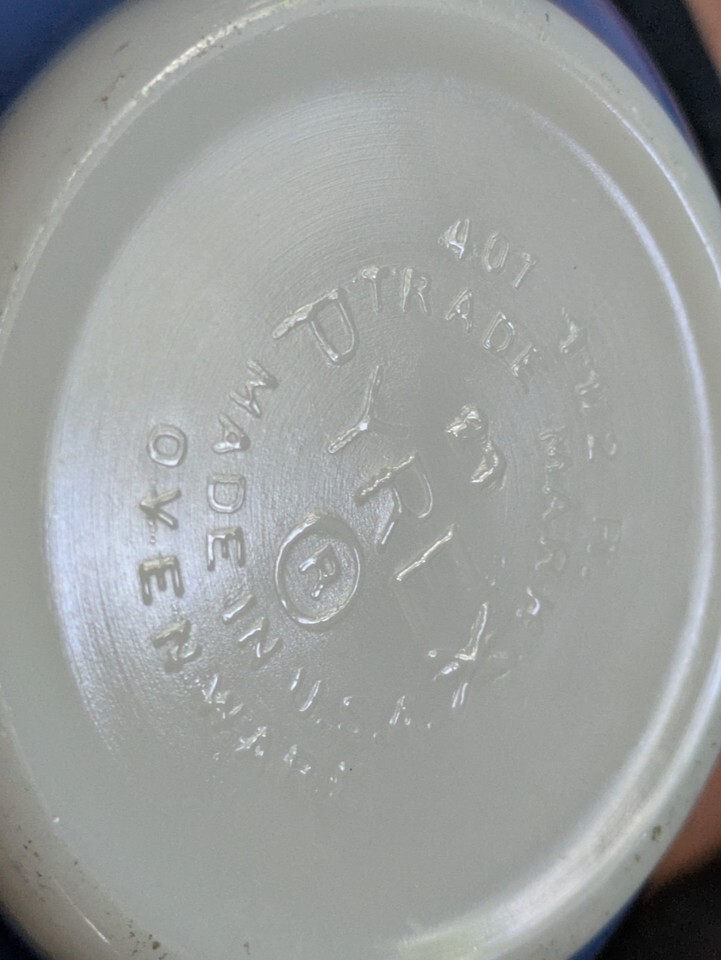 401
TRADE MARK
PYREX
®
MADE IN U.S.A.
OVENWARE